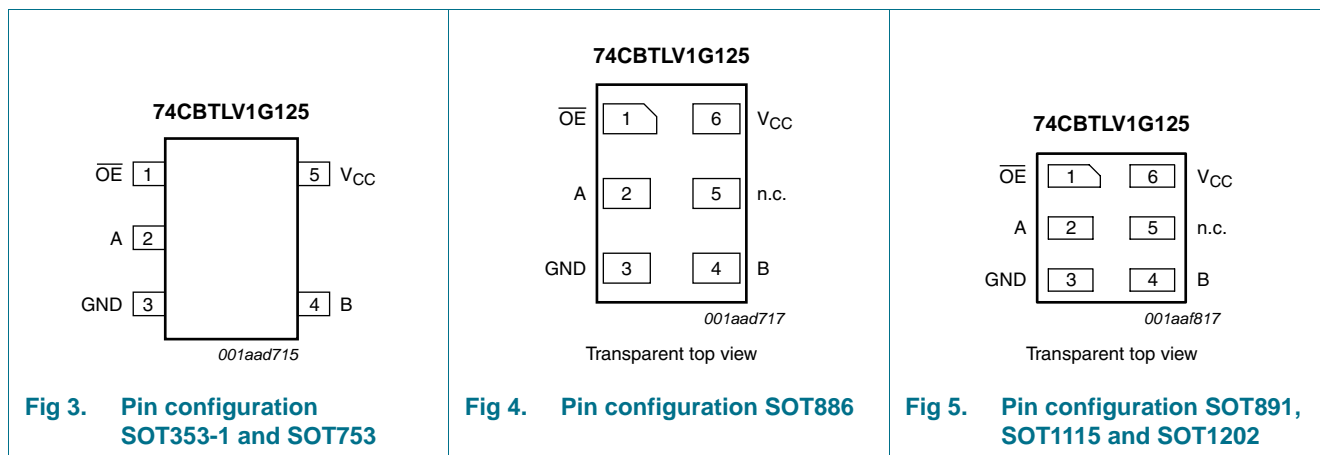 74CBTLV1G125
OE 1 5 VCC
A 2
GND 3 4 B
001aad715
Fig 3. Pin configuration
SOT353-1 and SOT753
74CBTLV1G125
OE 1 6 VCC
A 2 5 n.c.
GND 3 4 B
001aad717
Transparent top view
Fig 4. Pin configuration SOT886
74CBTLV1G125
OE 1 6 VCC
A 2 5 n.c.
GND 3 4 B
001aaf817
Transparent top view
Fig 5. Pin configuration SOT891,
SOT1115 and SOT1202